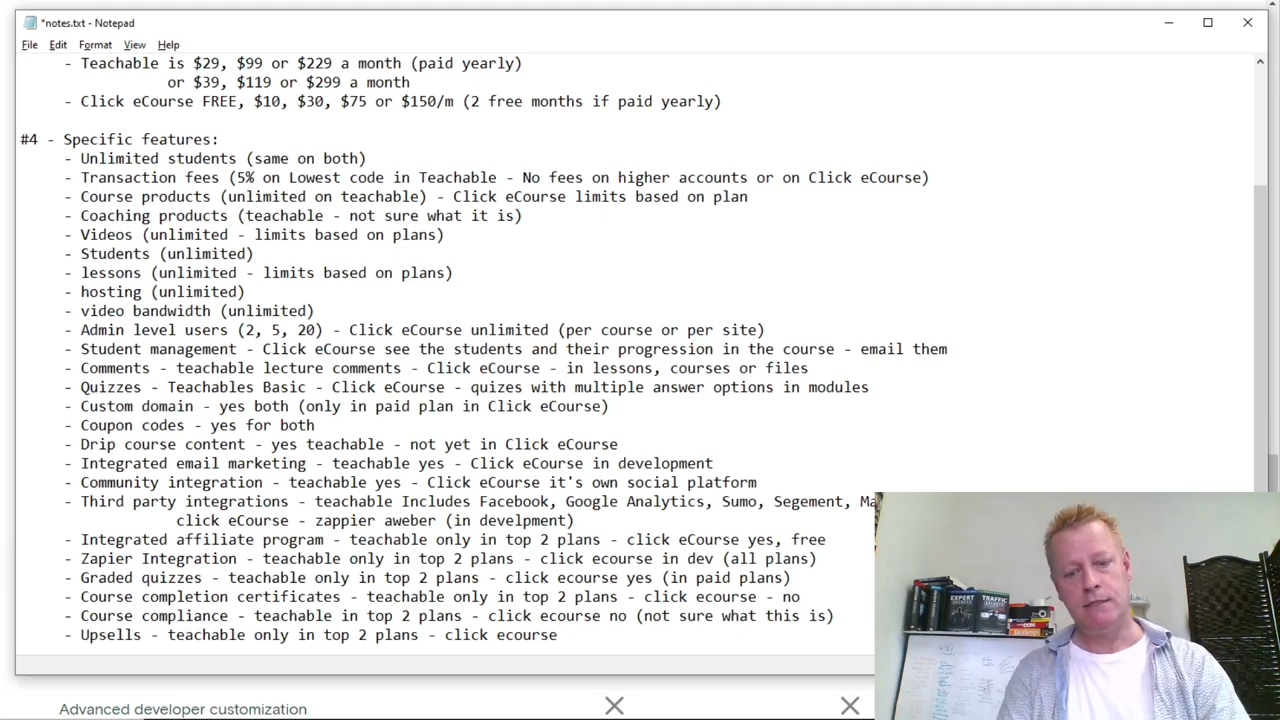 *notes.txt - Notepad
File Edit Format View Help
- Teachable is $29, $99 or $229 a month (paid yearly)
or $39, $119 or $299 a month
- Click eCourse FREE, $10, $30, $75 or $150/m (2 free months if paid yearly)
#4 - Specific features:
- Unlimited students (same on both)
- Transaction fees (5% on Lowest code in Teachable - No fees on higher accounts or on Click eCourse)
- Course products (unlimited on teachable) - Click eCourse limits based on plan
- Coaching products (teachable - not sure what it is)
- Videos (unlimited - limits based on plans)
- Students (unlimited)
- lessons (unlimited - limits based on plans)
- hosting (unlimited)
- video bandwidth (unlimited)
- Admin level users (2, 5, 20) - Click eCourse unlimited (per course or per site)
- Student management - Click eCourse see the students and their progression in the course - email them
- Comments - teachable lecture comments - Click eCourse - in lessons, courses or files
- Quizzes - Teachables Basic - Click eCourse - quizes with multiple answer options in modules
- Custom domain - yes both (only in paid plan in Click eCourse)
- Coupon codes - yes for both
- Drip course content - yes teachable - not yet in Click eCourse
- Integrated email marketing - teachable yes - Click eCourse in development
- Community integration - teachable yes - Click eCourse it's own social platform
- Third party integrations - teachable Includes Facebook, Google Analytics, Sumo, Segement, Ma
click eCourse - zappier aweber (in develpment)
- Integrated affiliate program - teachable only in top 2 plans - click eCourse yes, free
- Zapier Integration - teachable only in top 2 plans - click ecourse in dev (all plans)
- Graded quizzes - teachable only in top 2 plans - click ecourse yes (in paid plans)
- Course completion certificates - teachable only in top 2 plans - click ecourse - no
- Course compliance - teachable in top 2 plans - click ecourse no (not sure what this is)
- Upsells - teachable only in top 2 plans - click ecourse
Advanced developer customization
EXPERT SECRETS
TRAFFIC SECRETS